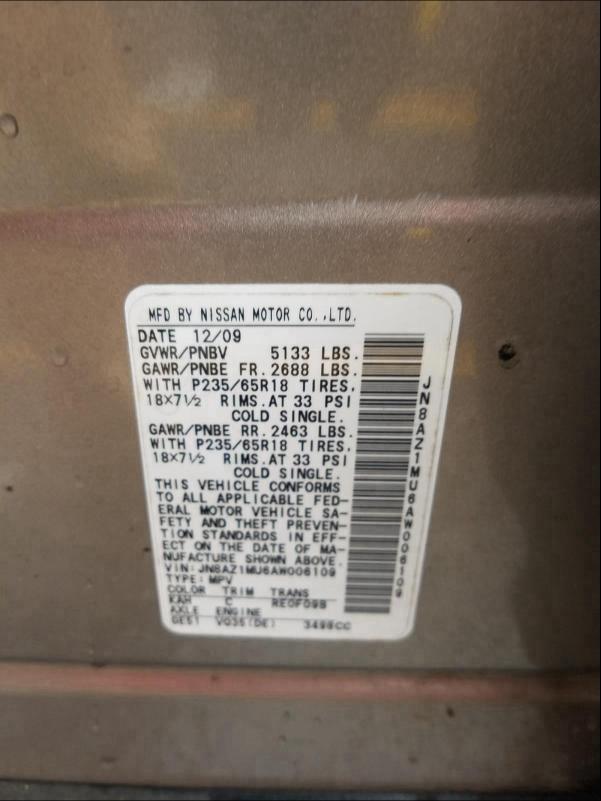 MFD BY NISSAN MOTOR CO.,LTD.
DATE 12/09
GVWR/PNBV 5133 LBS.
GAWR/PNBE FR. 2688 LBS.
WITH P235/65R18 TIRES,
18X7½ RIMS.AT 33 PSI
COLD SINGLE.
GAWR/PNBE RR. 2463 LBS.
WITH P235/65R18 TIRES,
18X7½ RIMS.AT 33 PSI
COLD SINGLE.
THIS VEHICLE CONFORMS
TO ALL APPLICABLE FED-
ERAL MOTOR VEHICLE SA-
FETY AND THEFT PREVEN-
TION STANDARDS IN EFF-
ECT ON THE DATE OF MA-
NUFACTURE SHOWN ABOVE.
VIN: JN8AZ1MU6AW006109
TYPE: MPV
COLOR TRIM TRANS
KAH C RE0F09B
AXLE ENGINE
GE51 VQ35(DE) 3498CC
JN8AZ1MU6AW006109